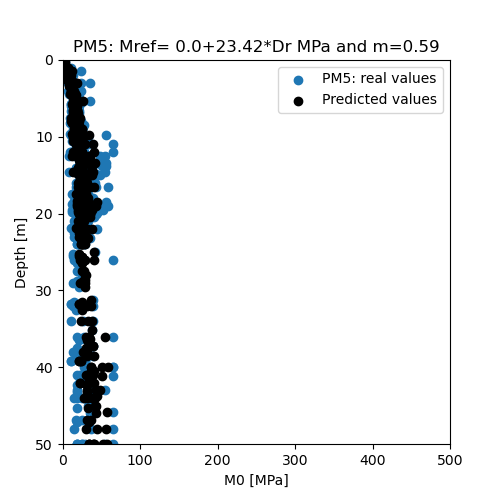 PM5: Mref= 0.0+23.42*Dr MPa and m=0.59
PM5: real values
Predicted values
0
10
20
30
40
50
Depth [m]
0 100 200 300 400 500
M0 [MPa]